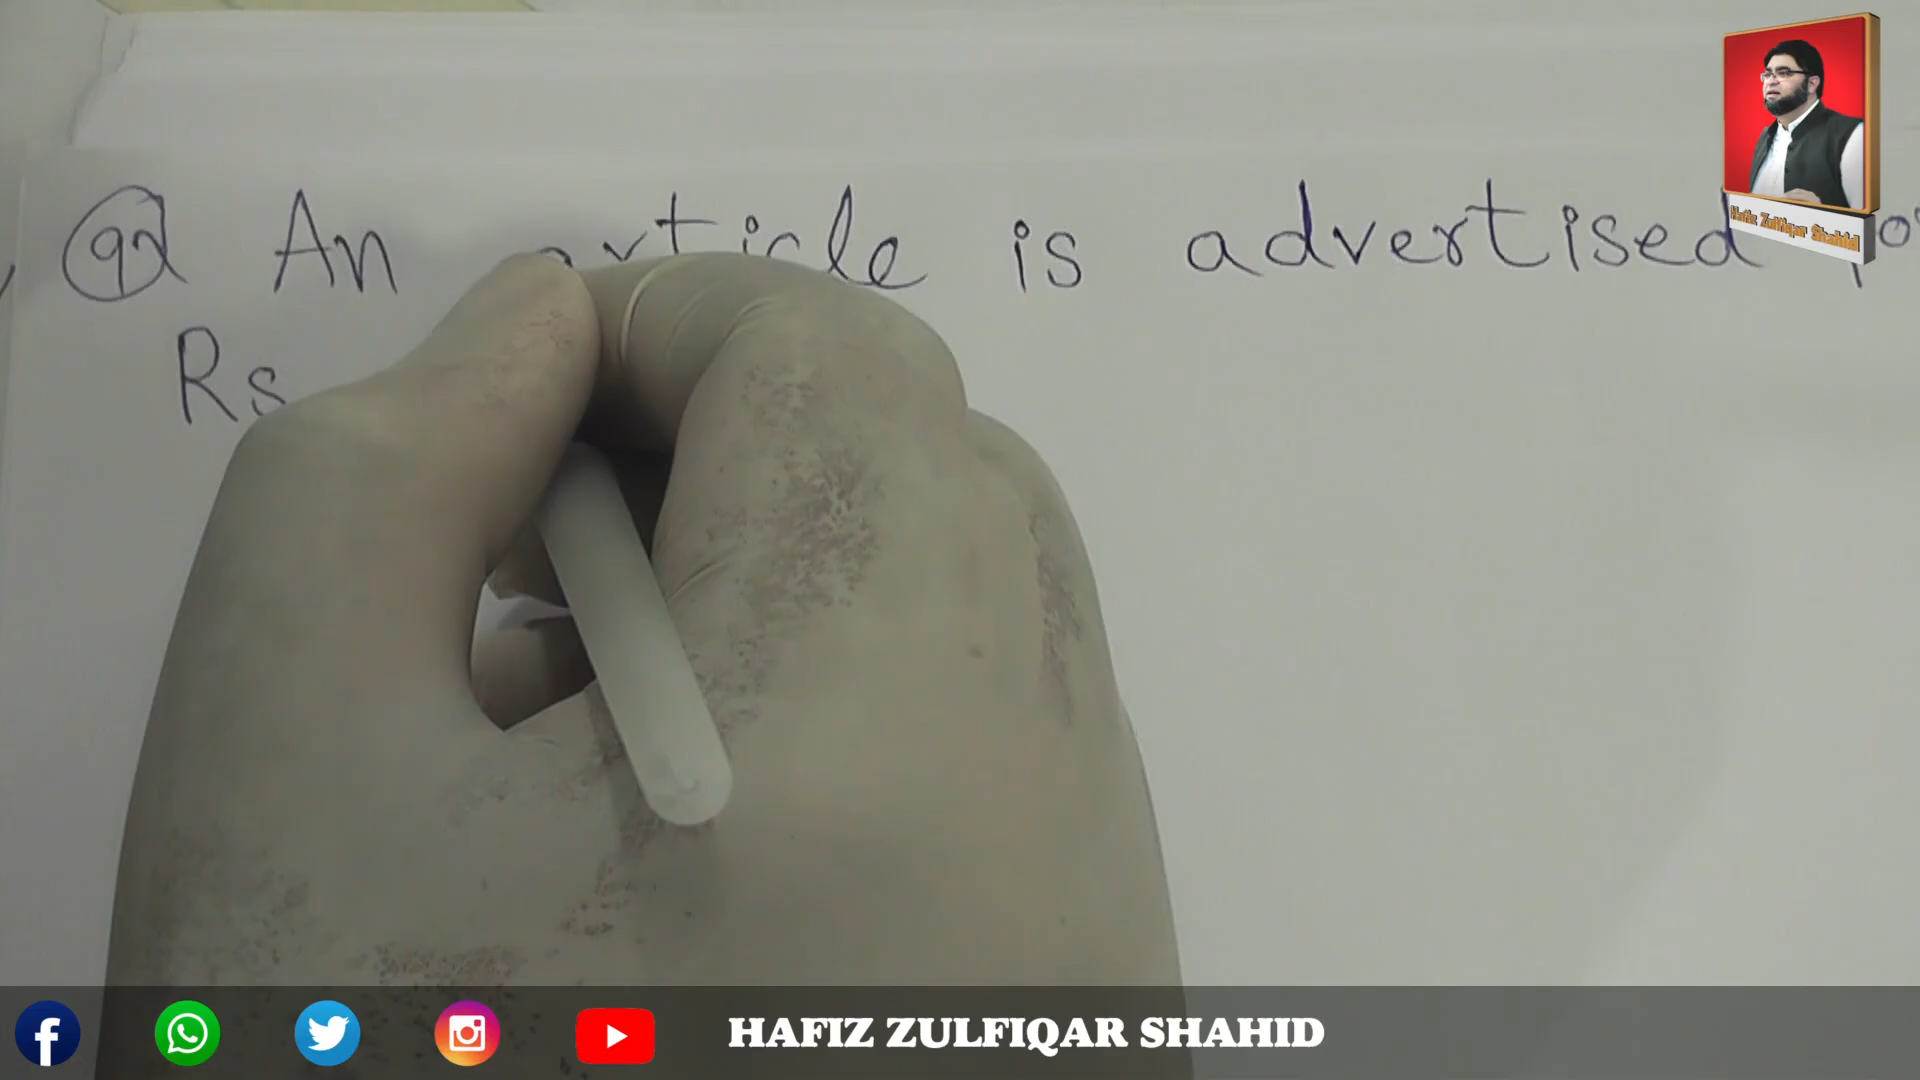 Q2 An article is advertised
Rs
Hafiz Zulfiqar Shahid
HAFIZ ZULFIQAR SHAHID